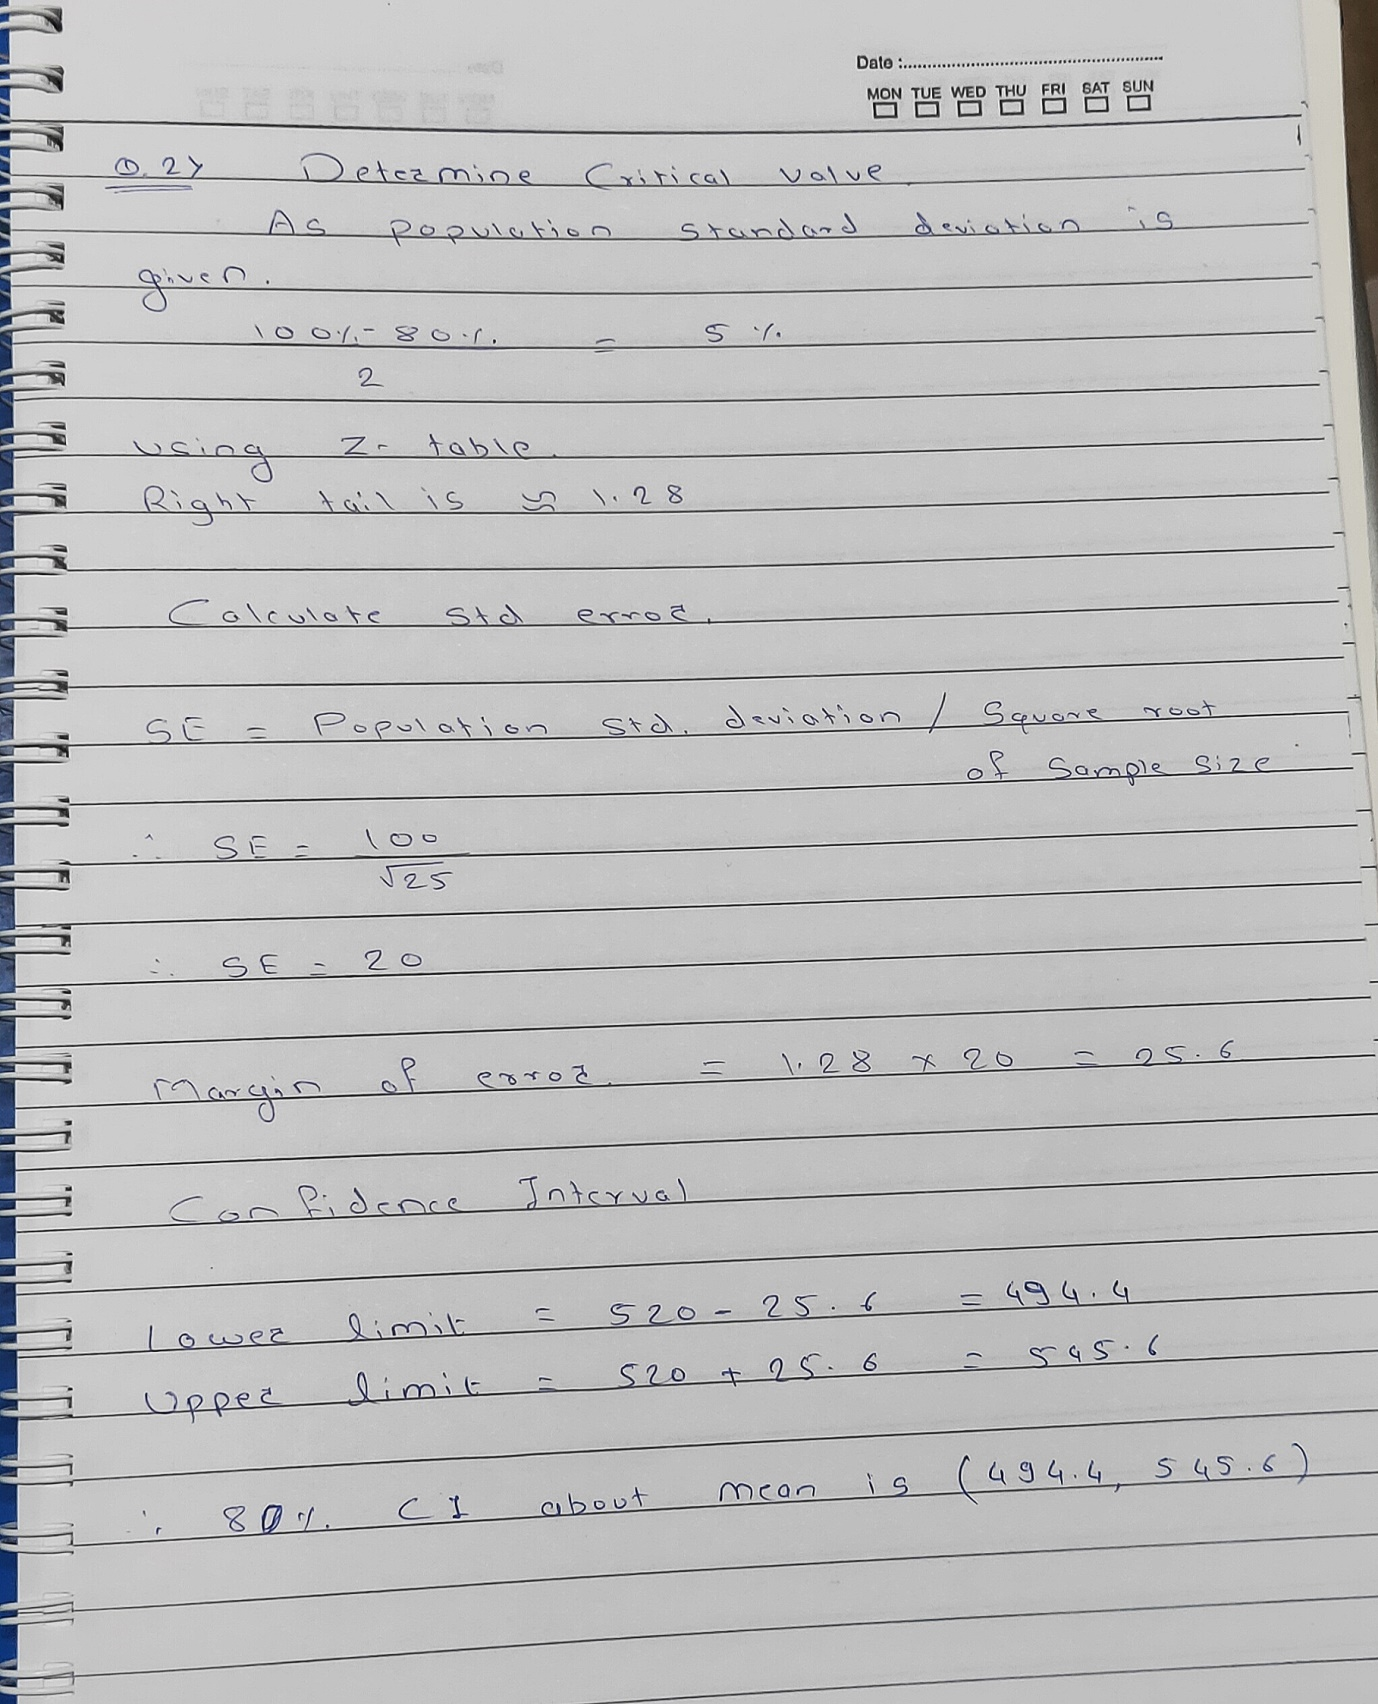 Date :
MON TUE WED THU FRI SAT SUN
Q.2) Determine Critical value.
As population standard deviation is
given.
100% - 80% = 5 %
2
using Z- table.
Right tail is ≈ 1.28
Calculate std error.
SE = Population std. deviation / Square root
of Sample size
∴ SE = 100
√25
∴ SE = 20
Margin of error. = 1.28 x 20 = 25.6
Confidence Interval
Lower limit = 520 - 25.6 = 494.4
Upper limit = 520 + 25.6 = 545.6
∴ 80% CI about mean is (494.4, 545.6)